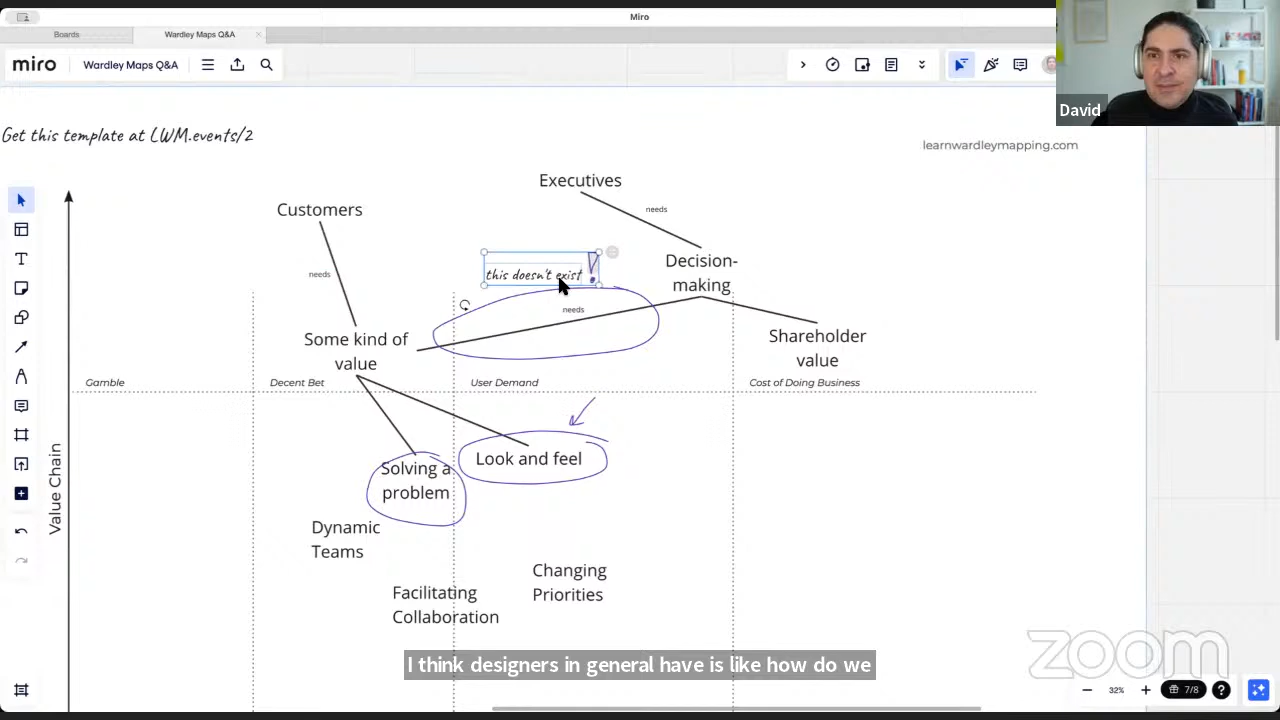 Miro
Boards
Wardley Maps Q&A
miro
Wardley Maps Q&A
David
Get this template at LWM.events/2
learnwardleymapping.com
Executives
Customers
needs
needs
Decision-
making
this doesn't exist !
needs
Some kind of
value
Shareholder
value
Gamble
Decent Bet
User Demand
Cost of Doing Business
Value Chain
Look and feel
Solving a
problem
Dynamic
Teams
Changing
Priorities
Facilitating
Collaboration
I think designers in general have is like how do we
zoom
32%
7/8